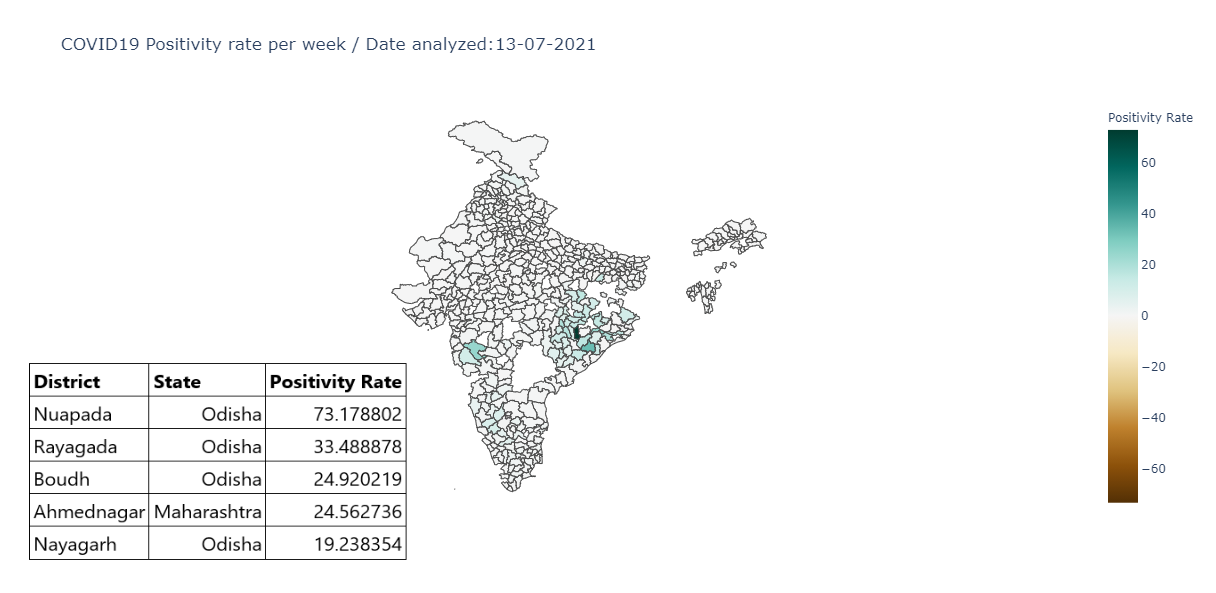 COVID19 Positivity rate per week / Date analyzed:13-07-2021
Positivity Rate
60
40
20
0
−20
−40
−60
District State Positivity Rate
Nuapada Odisha 73.178802
Rayagada Odisha 33.488878
Boudh Odisha 24.920219
Ahmednagar Maharashtra 24.562736
Nayagarh Odisha 19.238354